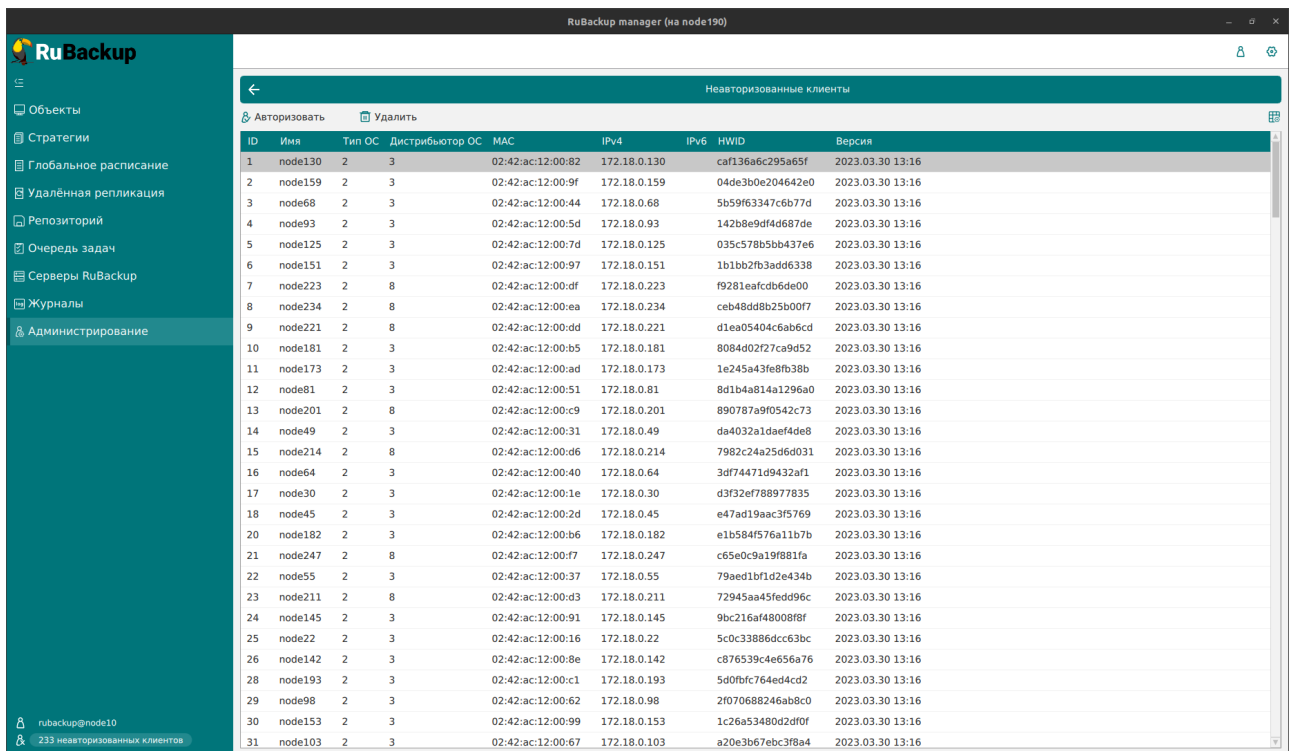 RuBackup manager (на node190)
RuBackup
Объекты
Стратегии
Глобальное расписание
Удалённая репликация
Репозиторий
Очередь задач
Серверы RuBackup
Журналы
Администрирование
rubackup@node10
233 неавторизованных клиентов
Неавторизованные клиенты
Авторизовать Удалить
ID Имя Тип ОС Дистрибьютор ОС MAC IPv4 IPv6 HWID Версия
1 node130 2 3 02:42:ac:12:00:82 172.18.0.130 caf136a6c295a65f 2023.03.30 13:16
2 node159 2 3 02:42:ac:12:00:9f 172.18.0.159 04de3b0e204642e0 2023.03.30 13:16
3 node68 2 3 02:42:ac:12:00:44 172.18.0.68 5b59f63347c6b77d 2023.03.30 13:16
4 node93 2 3 02:42:ac:12:00:5d 172.18.0.93 142b8e9df4d687de 2023.03.30 13:16
5 node125 2 3 02:42:ac:12:00:7d 172.18.0.125 035c578b5bb437e6 2023.03.30 13:16
6 node151 2 3 02:42:ac:12:00:97 172.18.0.151 1b1bb2fb3add6338 2023.03.30 13:16
7 node223 2 8 02:42:ac:12:00:df 172.18.0.223 f9281eafcdb6de00 2023.03.30 13:16
8 node234 2 8 02:42:ac:12:00:ea 172.18.0.234 ceb48dd8b25b00f7 2023.03.30 13:16
9 node221 2 8 02:42:ac:12:00:dd 172.18.0.221 d1ea05404c6ab6cd 2023.03.30 13:16
10 node181 2 3 02:42:ac:12:00:b5 172.18.0.181 8084d02f27ca9d52 2023.03.30 13:16
11 node173 2 3 02:42:ac:12:00:ad 172.18.0.173 1e245a43fe8fb38b 2023.03.30 13:16
12 node81 2 3 02:42:ac:12:00:51 172.18.0.81 8d1b4a814a1296a0 2023.03.30 13:16
13 node201 2 8 02:42:ac:12:00:c9 172.18.0.201 890787a9f0542c73 2023.03.30 13:16
14 node49 2 3 02:42:ac:12:00:31 172.18.0.49 da4032a1daef4de8 2023.03.30 13:16
15 node214 2 8 02:42:ac:12:00:d6 172.18.0.214 7982c24a25d6d031 2023.03.30 13:16
16 node64 2 3 02:42:ac:12:00:40 172.18.0.64 3df74471d9432af1 2023.03.30 13:16
17 node30 2 3 02:42:ac:12:00:1e 172.18.0.30 d3f32ef788977835 2023.03.30 13:16
18 node45 2 3 02:42:ac:12:00:2d 172.18.0.45 e47ad19aac3f5769 2023.03.30 13:16
20 node182 2 3 02:42:ac:12:00:b6 172.18.0.182 e1b584f576a11b7b 2023.03.30 13:16
21 node247 2 8 02:42:ac:12:00:f7 172.18.0.247 c65e0c9a19f881fa 2023.03.30 13:16
22 node55 2 3 02:42:ac:12:00:37 172.18.0.55 79aed1bf1d2e434b 2023.03.30 13:16
23 node211 2 8 02:42:ac:12:00:d3 172.18.0.211 72945aa45fedd96c 2023.03.30 13:16
24 node145 2 3 02:42:ac:12:00:91 172.18.0.145 9bc216af48008f8f 2023.03.30 13:16
25 node22 2 3 02:42:ac:12:00:16 172.18.0.22 5c0c33886dcc63bc 2023.03.30 13:16
26 node142 2 3 02:42:ac:12:00:8e 172.18.0.142 c876539c4e656a76 2023.03.30 13:16
28 node193 2 3 02:42:ac:12:00:c1 172.18.0.193 5d0fbfc764ed4cd2 2023.03.30 13:16
29 node98 2 3 02:42:ac:12:00:62 172.18.0.98 2f070688246ab8c0 2023.03.30 13:16
30 node153 2 3 02:42:ac:12:00:99 172.18.0.153 1c26a53480d2df0f 2023.03.30 13:16
31 node103 2 3 02:42:ac:12:00:67 172.18.0.103 a20e3b67ebc3f8a4 2023.03.30 13:16